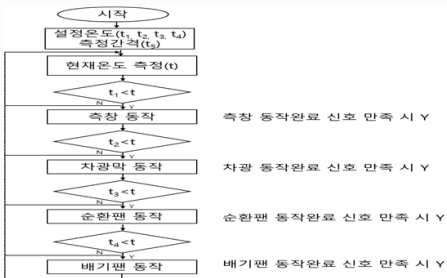 시작
설정온도(t₁, t₂, t₃, t₄)
측정간격(t₅)
현재온도 측정(t)
t₁<t
N Y
측창 동작 측창 동작완료 신호 만족 시 Y
t₂<t
N Y
차광막 동작 차광 동작완료 신호 만족 시 Y
t₃<t
N Y
순환팬 동작 순환팬 동작완료 신호 만족 시 Y
t₄<t
N Y
배기팬 동작 배기팬 동작완료 신호 만족 시 Y